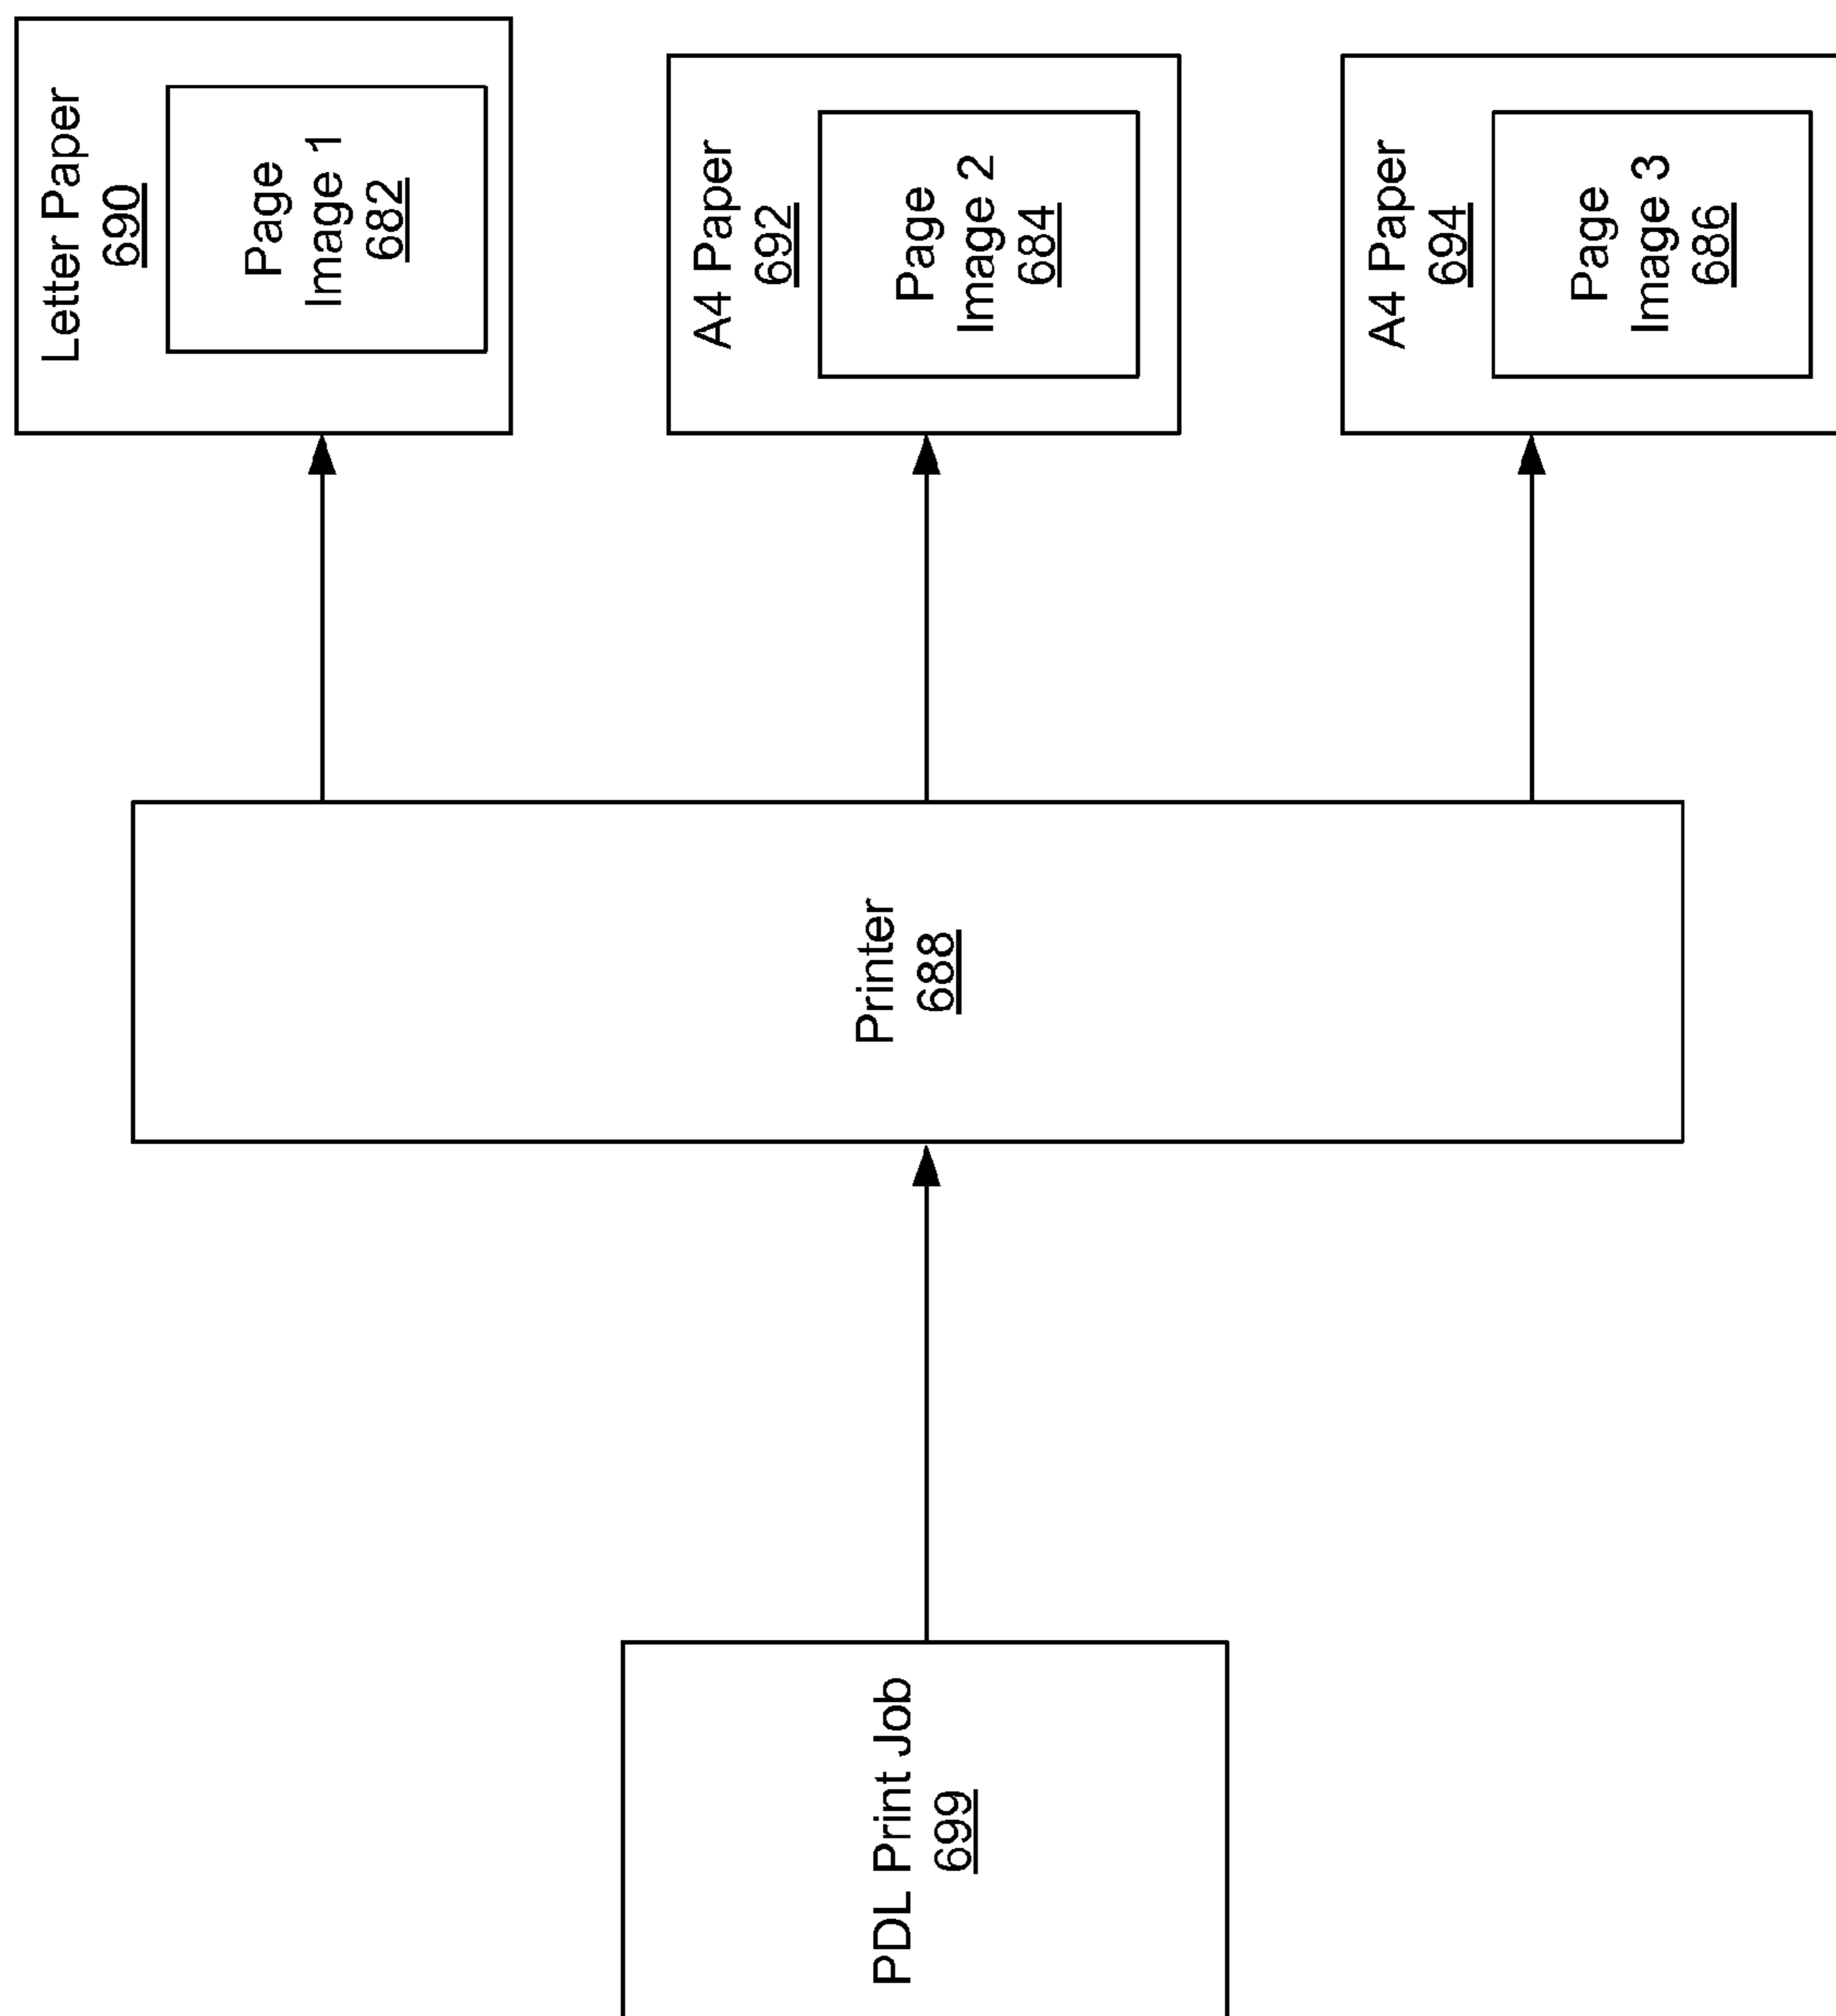 PDL Print Job
699
Printer
688
Letter Paper
690
Page
Image 1
682
A4 Paper
692
Page
Image 2
684
A4 Paper
694
Page
Image 3
686